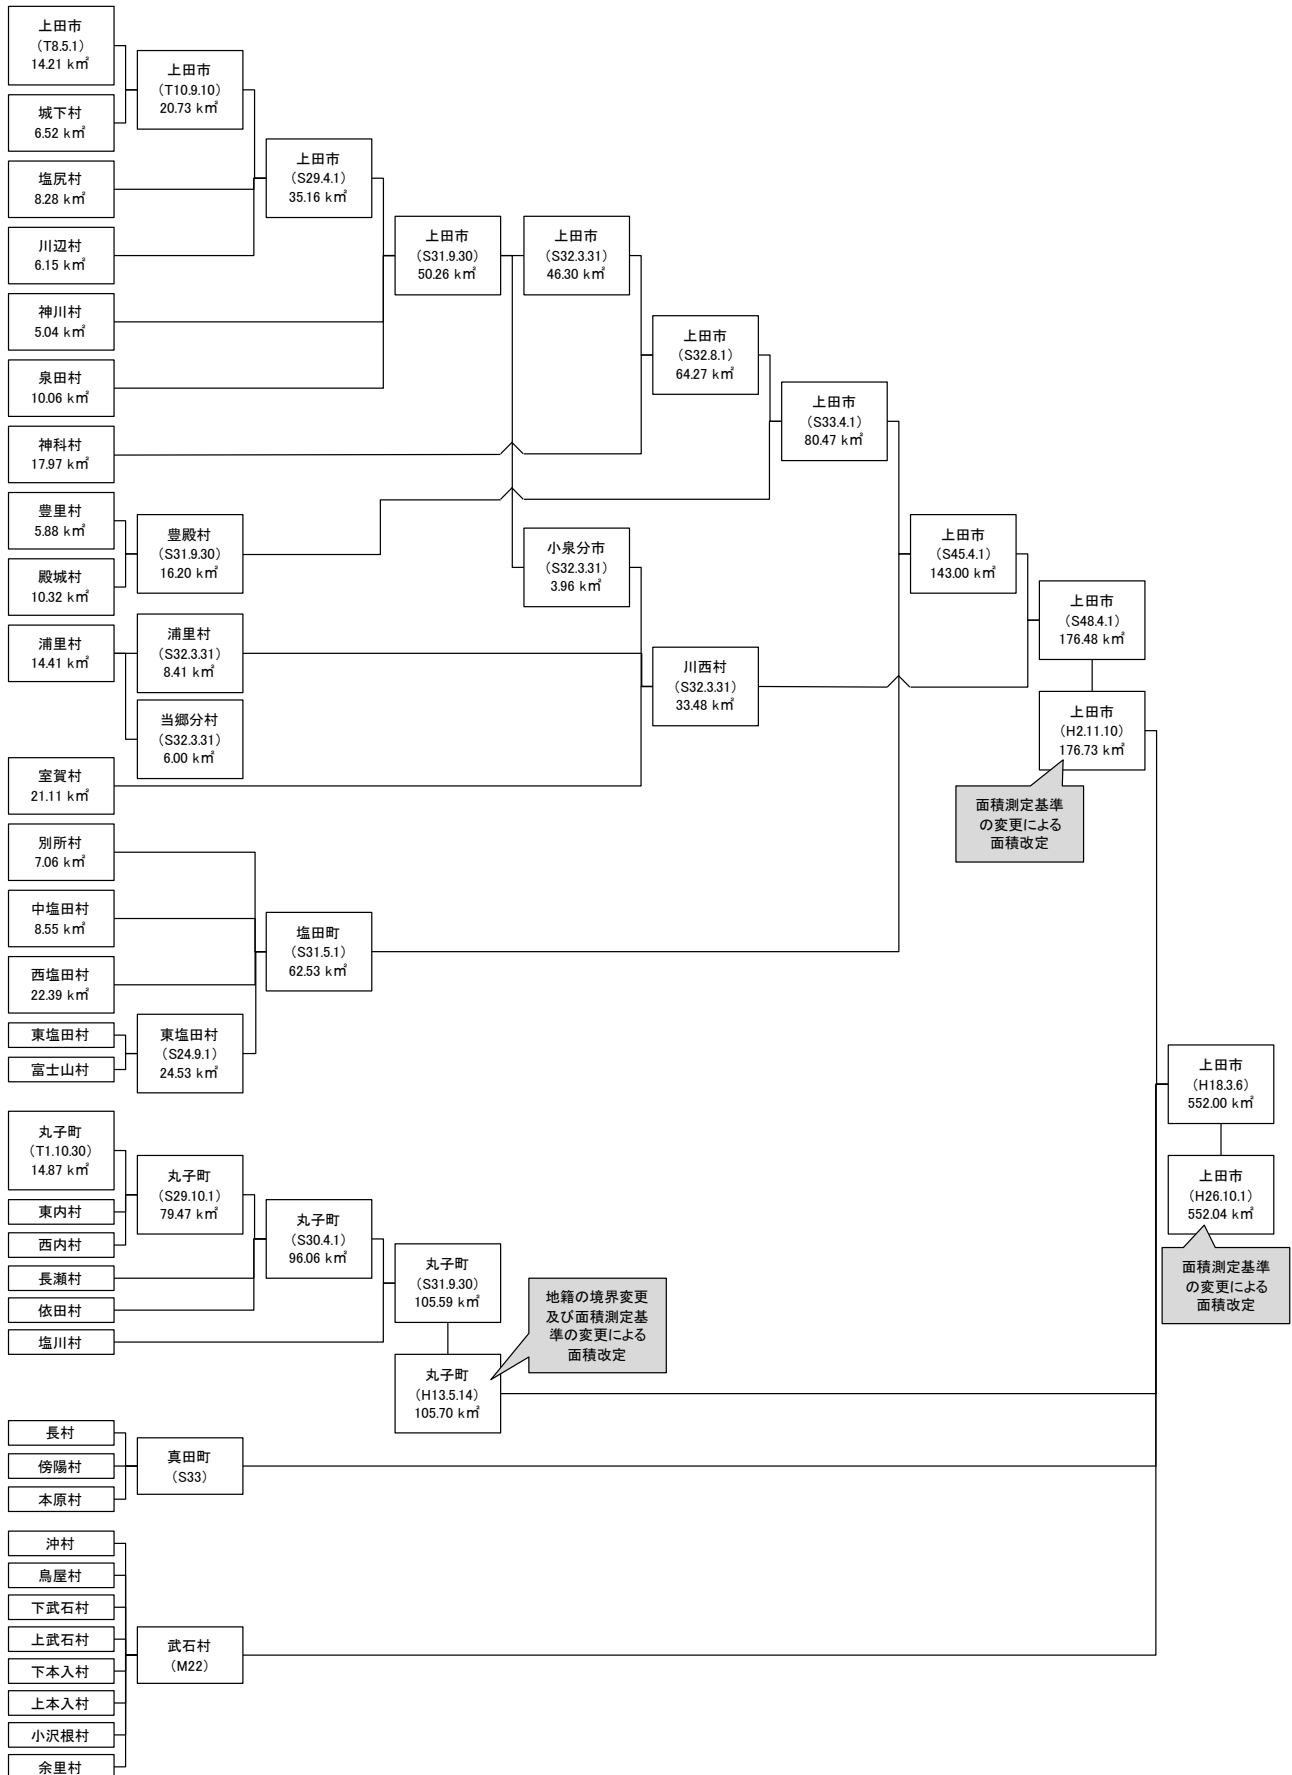 上田市
(T8.5.1)
14.21 k㎡
城下村
6.52 k㎡
塩尻村
8.28 k㎡
川辺村
6.15 k㎡
神川村
5.04 k㎡
泉田村
10.06 k㎡
神科村
17.97 k㎡
豊里村
5.88 k㎡
殿城村
10.32 k㎡
浦里村
14.41 k㎡
室賀村
21.11 k㎡
別所村
7.06 k㎡
中塩田村
8.55 k㎡
西塩田村
22.39 k㎡
東塩田村
富士山村
上田市
(T10.9.10)
20.73 k㎡
豊殿村
(S31.9.30)
16.20 k㎡
浦里村
(S32.3.31)
8.41 k㎡
当郷分村
(S32.3.31)
6.00 k㎡
東塩田村
(S24.9.1)
24.53 k㎡
上田市
(S29.4.1)
35.16 k㎡
塩田町
(S31.5.1)
62.53 k㎡
上田市
(S31.9.30)
50.26 k㎡
上田市
(S32.3.31)
46.30 k㎡
小泉分市
(S32.3.31)
3.96 k㎡
上田市
(S32.8.1)
64.27 k㎡
川西村
(S32.3.31)
33.48 k㎡
上田市
(S33.4.1)
80.47 k㎡
上田市
(S45.4.1)
143.00 k㎡
上田市
(S48.4.1)
176.48 k㎡
上田市
(H2.11.10)
176.73 k㎡
面積測定基準
の変更による
面積改定
丸子町
(T1.10.30)
14.87 k㎡
東内村
西内村
長瀬村
依田村
塩川村
丸子町
(S29.10.1)
79.47 k㎡
丸子町
(S30.4.1)
96.06 k㎡
丸子町
(S31.9.30)
105.59 k㎡
丸子町
(H13.5.14)
105.70 k㎡
地籍の境界変更
及び面積測定基
準の変更による
面積改定
長村
傍陽村
本原村
真田町
(S33)
沖村
鳥屋村
下武石村
上武石村
下本入村
上本入村
小沢根村
余里村
武石村
(M22)
上田市
(H18.3.6)
552.00 k㎡
上田市
(H26.10.1)
552.04 k㎡
面積測定基準
の変更による
面積改定